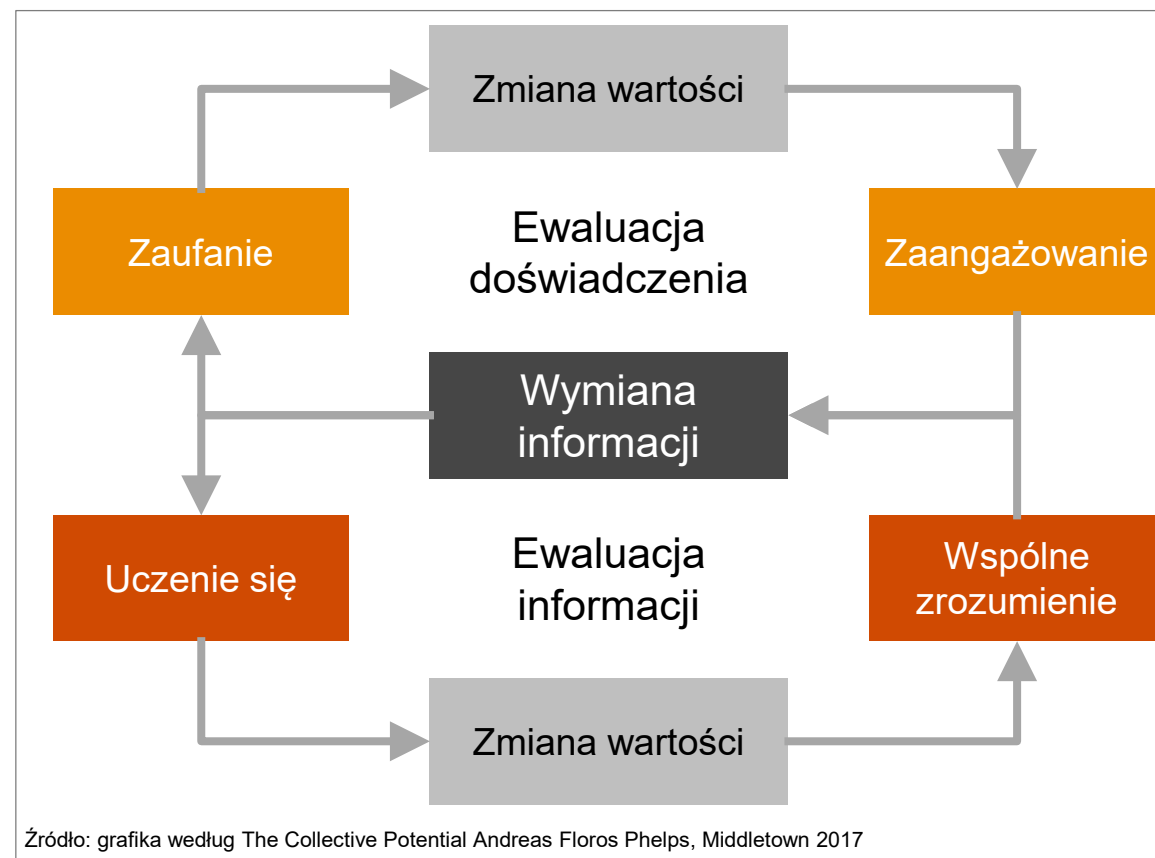 Zmiana wartości
Zaufanie
Ewaluacja
doświadczenia
Zaangażowanie
Wymiana
informacji
Uczenie się
Ewaluacja
informacji
Wspólne
zrozumienie
Zmiana wartości
Źródło: grafika według The Collective Potential Andreas Floros Phelps, Middletown 2017